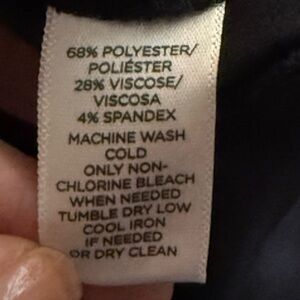 68% POLYESTER/
POLIÉSTER
28% VISCOSE/
VISCOSA
4% SPANDEX
MACHINE WASH
COLD
ONLY NON-
CHLORINE BLEACH
WHEN NEEDED
TUMBLE DRY LOW
COOL IRON
IF NEEDED
OR DRY CLEAN